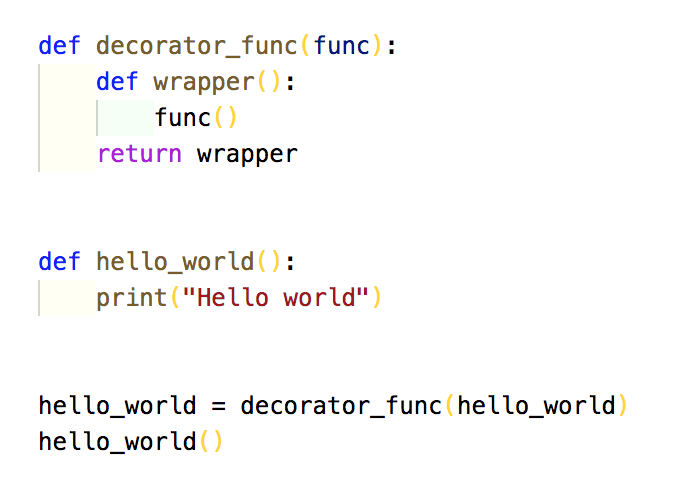 def decorator_func(func):
    def wrapper():
        func()
    return wrapper
def hello_world():
    print("Hello world")
hello_world = decorator_func(hello_world)
hello_world()